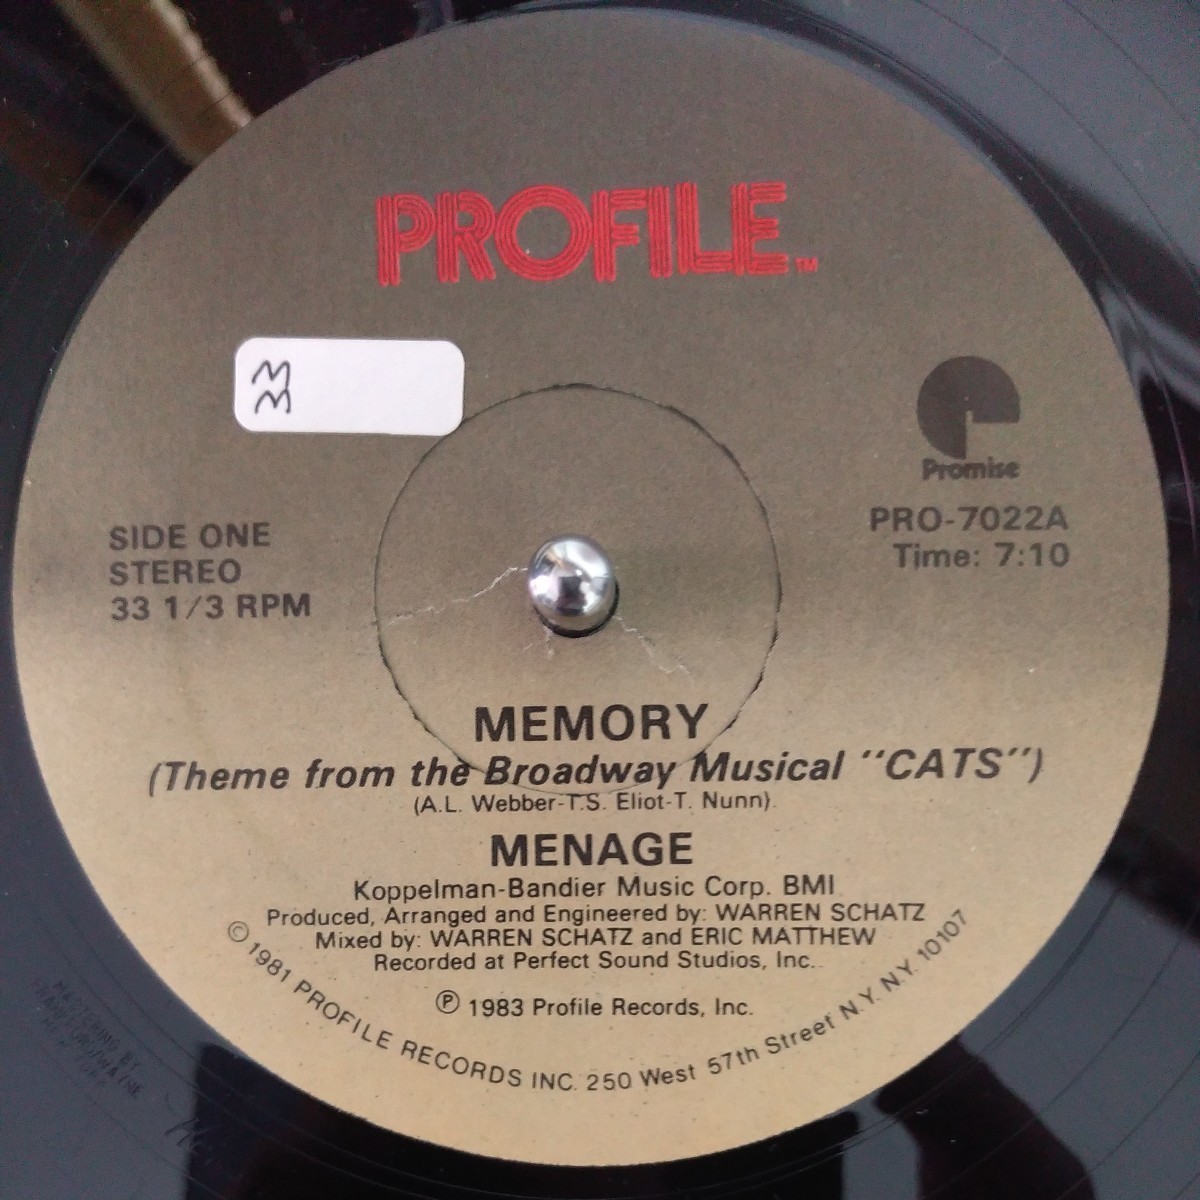 PROFILE™
Promise
PRO-7022A
Time: 7:10
SIDE ONE
STEREO
33 1/3 RPM
MEMORY
(Theme from the Broadway Musical "CATS")
(A.L. Webber-T.S. Eliot-T. Nunn)
MENAGE
Koppelman-Bandier Music Corp. BMI
Produced, Arranged and Engineered by: WARREN SCHATZ
Mixed by: WARREN SCHATZ and ERIC MATTHEW
Recorded at Perfect Sound Studios, Inc.
℗ 1983 Profile Records, Inc.
© 1981 PROFILE RECORDS INC. 250 West 57th Street N.Y. N.Y. 10107
MASTERING BY